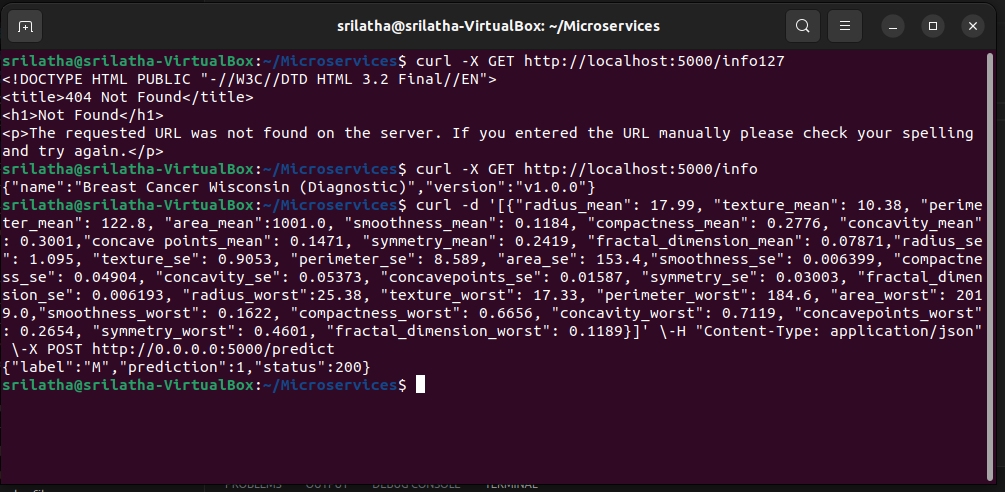 srilatha@srilatha-VirtualBox: ~/Microservices
srilatha@srilatha-VirtualBox:~/Microservices$ curl -X GET http://localhost:5000/info127
<!DOCTYPE HTML PUBLIC "-//W3C//DTD HTML 3.2 Final//EN">
<title>404 Not Found</title>
<h1>Not Found</h1>
<p>The requested URL was not found on the server. If you entered the URL manually please check your spelling
and try again.</p>
srilatha@srilatha-VirtualBox:~/Microservices$ curl -X GET http://localhost:5000/info
{"name":"Breast Cancer Wisconsin (Diagnostic)","version":"v1.0.0"}
srilatha@srilatha-VirtualBox:~/Microservices$ curl -d '[{"radius_mean": 17.99, "texture_mean": 10.38, "perime
ter_mean": 122.8, "area_mean":1001.0, "smoothness_mean": 0.1184, "compactness_mean": 0.2776, "concavity_mean"
: 0.3001,"concave points_mean": 0.1471, "symmetry_mean": 0.2419, "fractal_dimension_mean": 0.07871,"radius_se
": 1.095, "texture_se": 0.9053, "perimeter_se": 8.589, "area_se": 153.4,"smoothness_se": 0.006399, "compactne
ss_se": 0.04904, "Concavity_se": 0.05373, "concavepoints_se": 0.01587, "symmetry_se": 0.03003, "fractal_dimen
sion_se": 0.006193, "radius_worst":25.38, "texture_worst": 17.33, "perimeter_worst": 184.6, "area_worst": 201
9.0,"smoothness_worst": 0.1622, "compactness_worst": 0.6656, "concavity_worst": 0.7119, "concavepoints_worst"
: 0.2654, "symmetry_worst": 0.4601, "fractal_dimension_worst": 0.1189}]' \-H "Content-Type: application/json"
 \-X POST http://0.0.0.0:5000/predict
{"label":"M","prediction":1,"status":200}
srilatha@srilatha-VirtualBox:~/Microservices$
PROBLEMS OUTPUT DEBUG CONSOLE TERMINAL